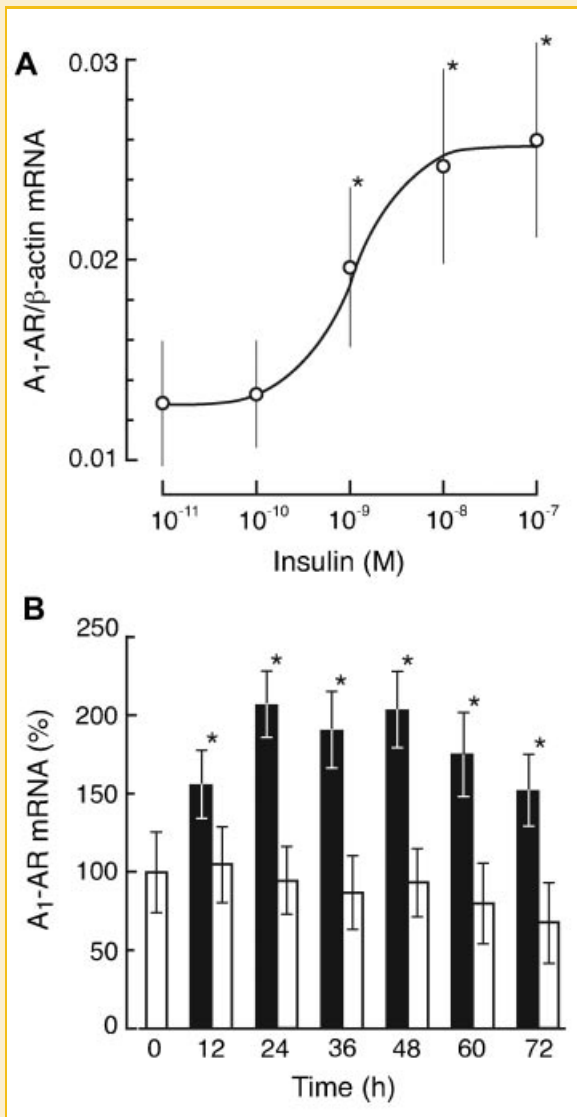 A
0.03
0.02
0.01
A₁-AR/β-actin mRNA
* * * 
10⁻¹¹ 10⁻¹⁰ 10⁻⁹ 10⁻⁸ 10⁻⁷
Insulin (M)
B
250
200
150
100
50
0
A₁-AR mRNA (%)
* * * * * *
0 12 24 36 48 60 72
Time (h)